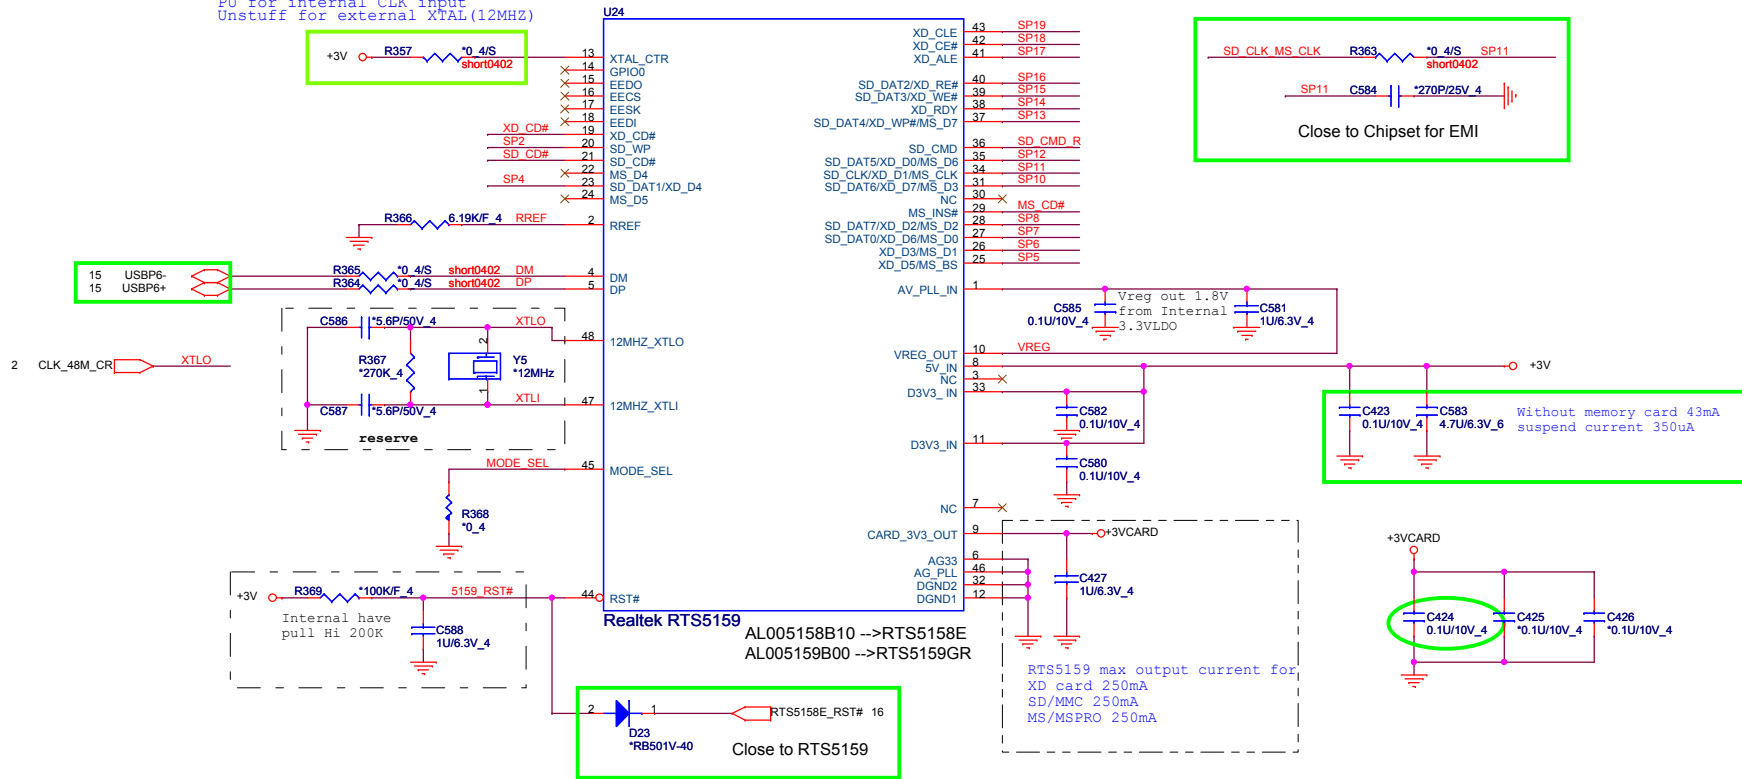 PU for internal CLK input
Unstuff for external XTAL(12MHZ)
+3V
R357
*0_4/S
short0402
U24
Realtek RTS5159
13 XTAL_CTR
14 GPIO0
15 EEDO
16 EECS
17 EESK
18 EEDI
XD_CD# 19 XD_CD#
SP2 20 SD_WP
SD_CD# 21 SD_CD#
22 MS_D4
SP4 23 SD_DAT1/XD_D4
24 MS_D5
R366 6.19K/F_4 RREF 2 RREF
15 USBP6-
15 USBP6+
R365 *0_4/S short0402 DM 4 DM
R364 *0_4/S short0402 DP 5 DP
C586 *5.6P/50V_4 XTLO 48 12MHZ_XTLO
R367
*270K_4
2
1
Y5
*12MHz
C587 *5.6P/50V_4 XTLI 47 12MHZ_XTLI
reserve
2 CLK_48M_CR XTLO
MODE_SEL 45 MODE_SEL
R368
*0_4
+3V R369 *100K/F_4 5159_RST# 44 RST#
Internal have
pull Hi 200K
C588
1U/6.3V_4
XD_CLE 43 SP19
XD_CE# 42 SP18
XD_ALE 41 SP17
SD_DAT2/XD_RE# 40 SP16
SD_DAT3/XD_WE# 39 SP15
XD_RDY 38 SP14
SD_DAT4/XD_WP#/MS_D7 37 SP13
SD_CMD 36 SD_CMD_R
SD_DAT5/XD_D0/MS_D6 35 SP12
SD_CLK/XD_D1/MS_CLK 34 SP11
SD_DAT6/XD_D7/MS_D3 31 SP10
NC 30
MS_INS# 29 MS_CD#
SD_DAT7/XD_D2/MS_D2 28 SP8
SD_DAT0/XD_D6/MS_D0 27 SP7
XD_D3/MS_D1 26 SP6
XD_D5/MS_BS 25 SP5
AV_PLL_IN 1
C585
0.1U/10V_4
Vreg out 1.8V
from Internal
3.3VLDO
C581
1U/6.3V_4
VREG_OUT 10 VREG
5V_IN 8 +3V
NC 3
D3V3_IN 33
C582
0.1U/10V_4
D3V3_IN 11
C580
0.1U/10V_4
NC 7
CARD_3V3_OUT 9 +3VCARD
AG33 6
AG_PLL 46
DGND2 32
DGND1 12
C427
1U/6.3V_4
RTS5159 max output current for
XD card 250mA
SD/MMC 250mA
MS/MSPRO 250mA
AL005158B10 -->RTS5158E
AL005159B00 -->RTS5159GR
2 1 RTS5158E_RST# 16
D23
*RB501V-40
Close to RTS5159
SD_CLK_MS_CLK R363 *0_4/S SP11
short0402
SP11 C584 *270P/25V_4
Close to Chipset for EMI
C423
0.1U/10V_4
C583
4.7U/6.3V_6
Without memory card 43mA
suspend current 350uA
+3VCARD
C424
0.1U/10V_4
C425
*0.1U/10V_4
C426
*0.1U/10V_4